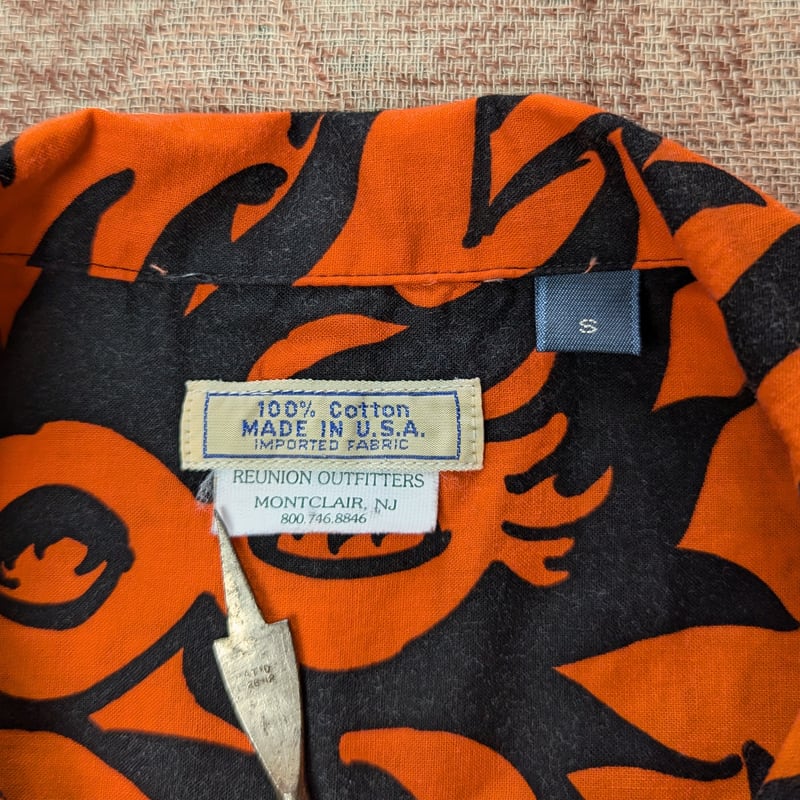 S
100% Cotton
MADE IN U.S.A.
IMPORTED FABRIC
REUNION OUTFITTERS
MONTCLAIR, NJ
800.746.8846